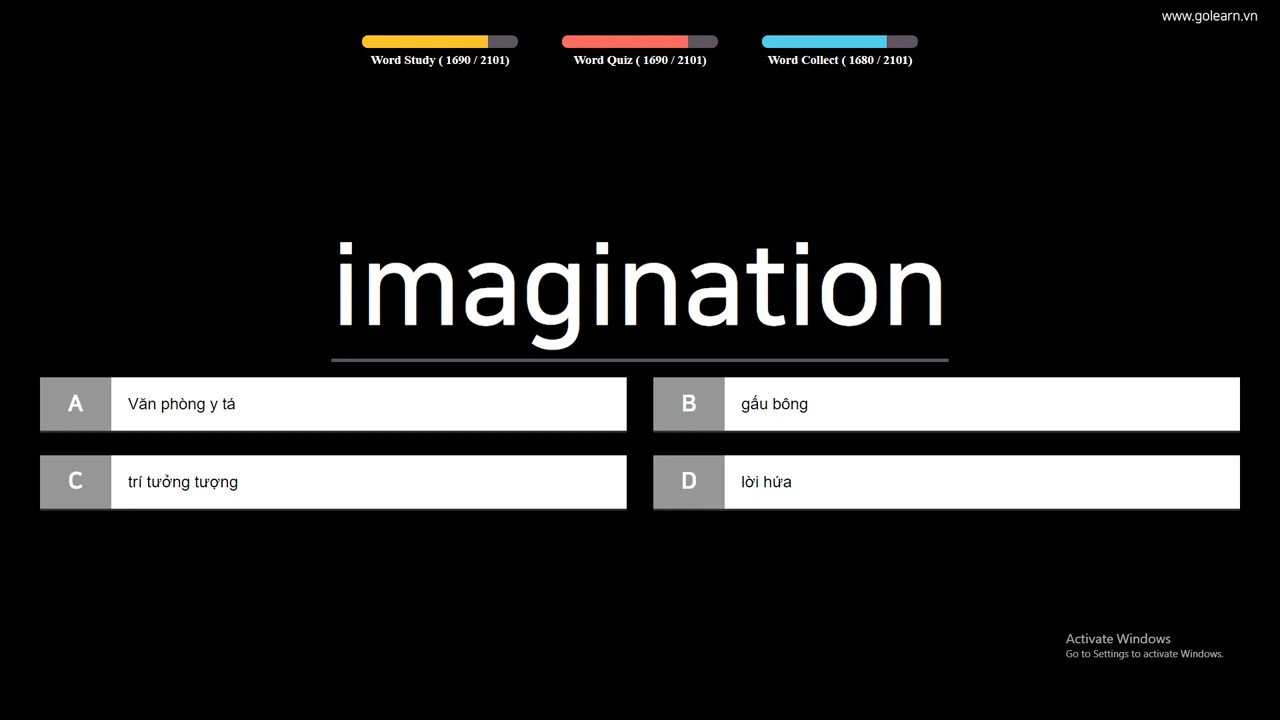 www.golearn.vn
Word Study ( 1690 / 2101)
Word Quiz ( 1690 / 2101)
Word Collect ( 1680 / 2101)
imagination
A Văn phòng y tá
B gấu bông
C trí tưởng tượng
D lời hứa
Activate Windows
Go to Settings to activate Windows.